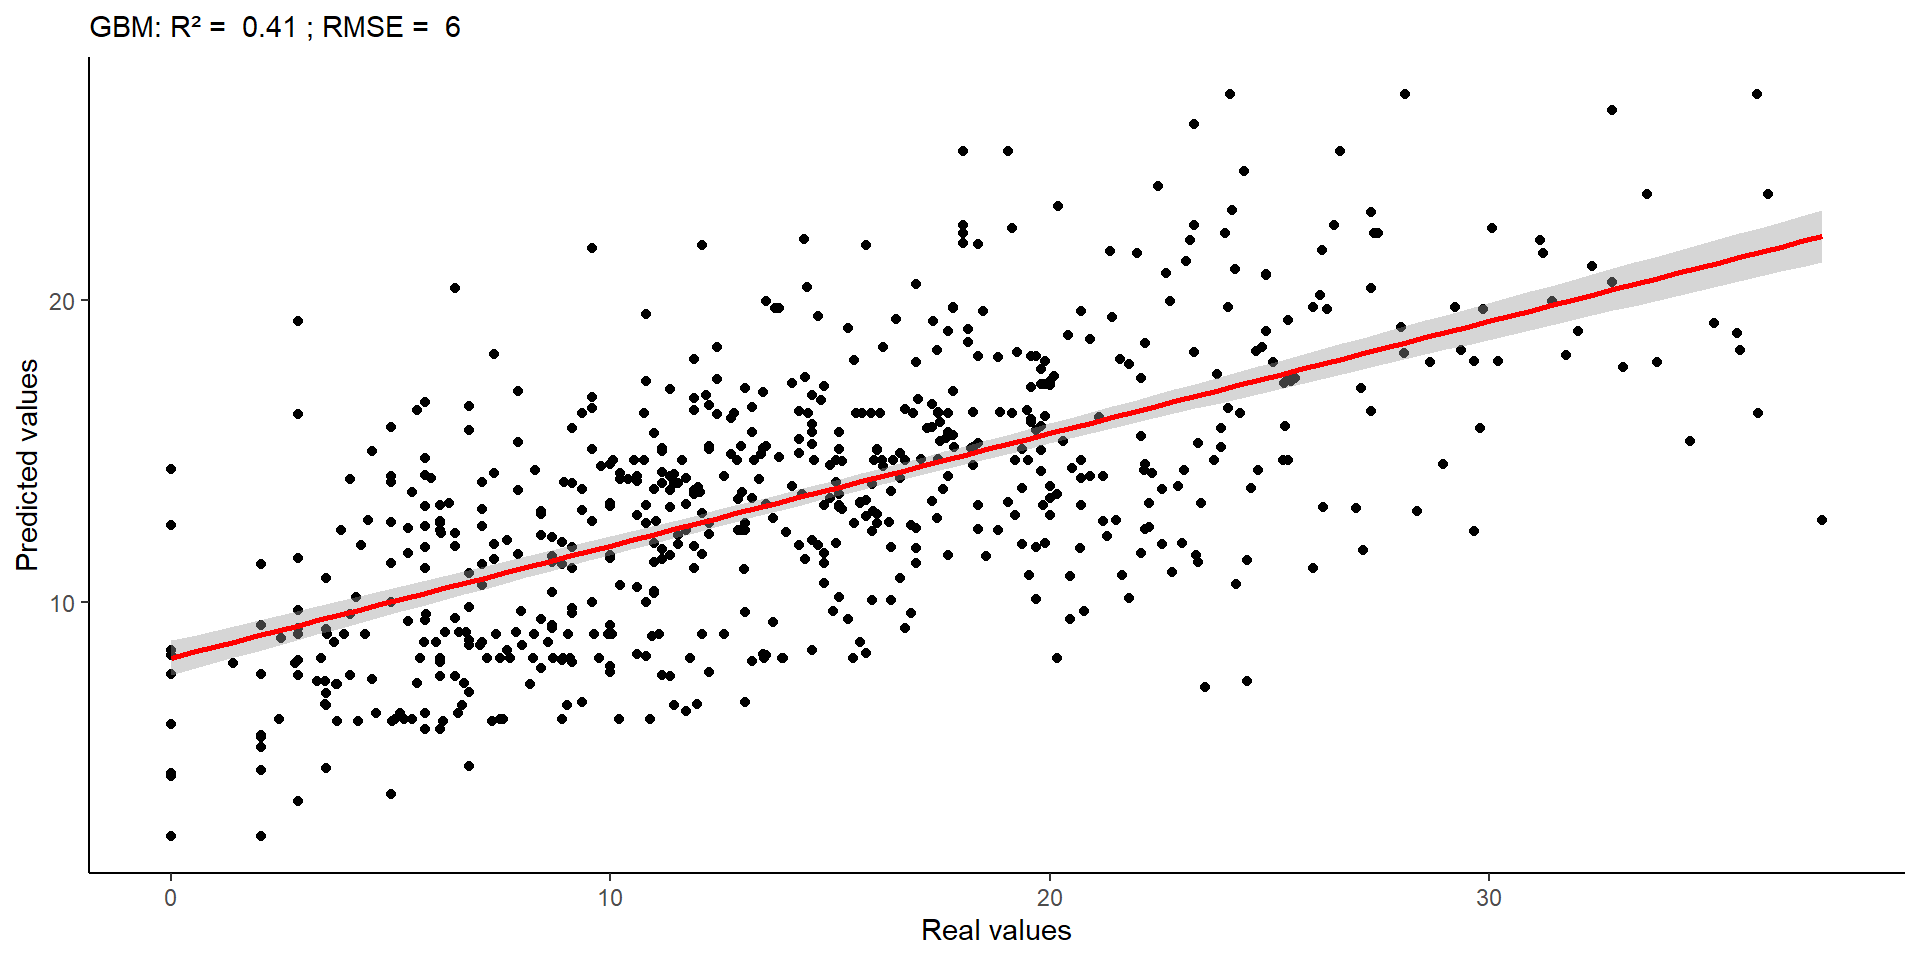 GBM: R² =  0.41 ; RMSE =  6
Predicted values
20
10
0
10
20
30
Real values